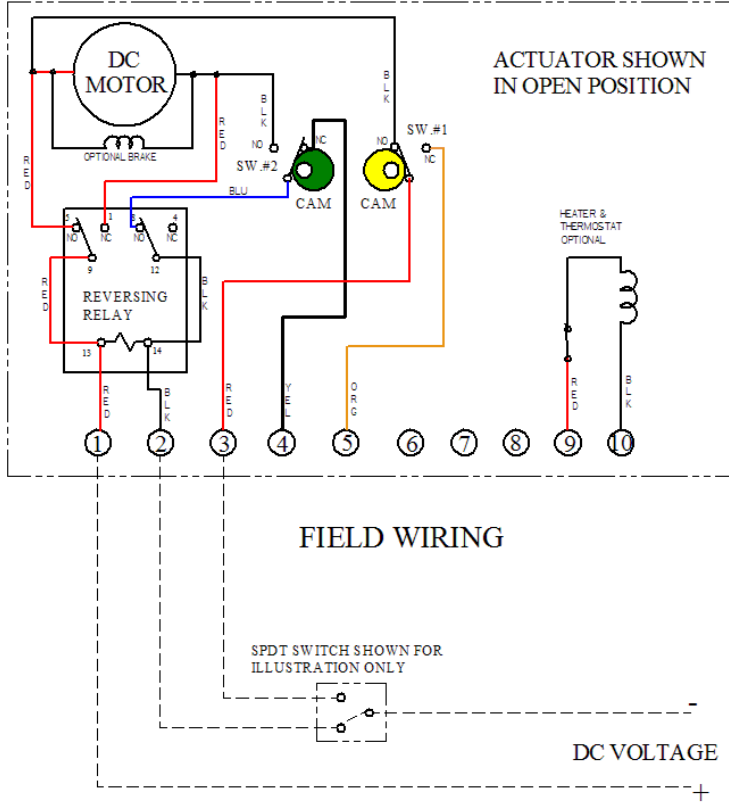 DC
MOTOR
ACTUATOR SHOWN
IN OPEN POSITION
OPTIONAL BRAKE
RED
RED
BLK
NO
NC
SW.#2
CAM
BLU
NO
SW.#1
NC
CAM
BLK
HEATER &
THERMOSTAT
OPTIONAL
5
1
8
4
NO
NC
NO
NC
9
12
RED
BLK
REVERSING
RELAY
13
14
RED
BLK
RED
YEL
ORG
RED
BLK
1 2 3 4 5 6 7 8 9 10
FIELD WIRING
SPDT SWITCH SHOWN FOR
ILLUSTRATION ONLY
-
DC VOLTAGE
+